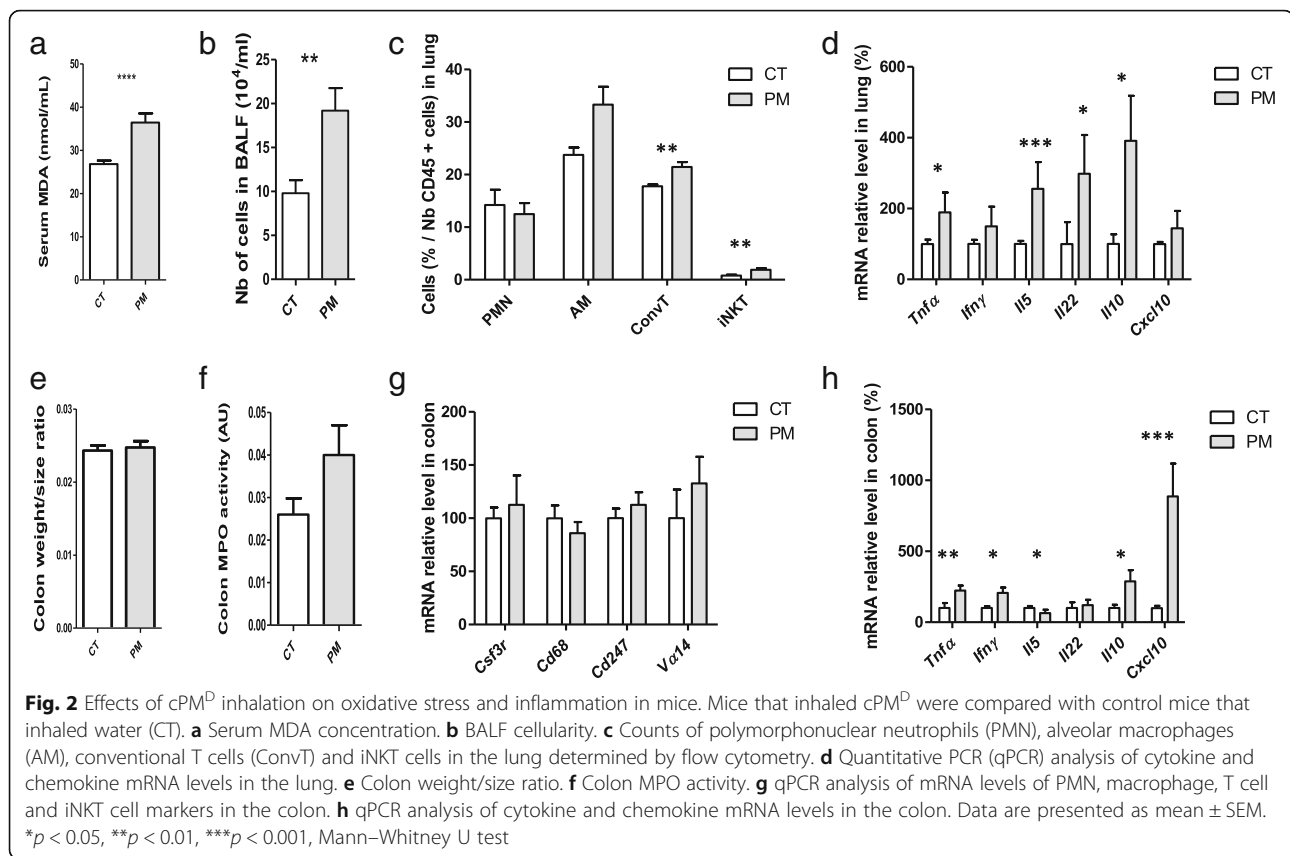 a
Serum MDA (nmol/mL)
50
40
30
20
10
0
****
CT
PM
b
Nb of cells in BALF (10⁴/ml)
25
20
15
10
5
0
**
CT
PM
c
Cells (% / Nb CD45 + cells) in lung
40
30
20
10
0
CT
PM
**
**
PMN
AM
ConvT
iNKT
d
mRNA relative level in lung (%)
600
400
200
0
CT
PM
*
***
*
*
Tnfα
Ifnγ
Il5
Il22
Il10
Cxcl10
e
Colon weight/size ratio
0.03
0.02
0.01
0.00
CT
PM
f
Colon MPO activity (AU)
0.05
0.04
0.03
0.02
0.01
0.00
CT
PM
g
mRNA relative level in colon
200
150
100
50
0
CT
PM
Csf3r
Cd68
Cd247
Vα14
h
mRNA relative level in colon (%)
1500
1000
500
0
CT
PM
**
*
*
*
***
Tnfα
Ifnγ
Il5
Il22
Il10
Cxcl10
Fig. 2 Effects of cPMᴰ inhalation on oxidative stress and inflammation in mice. Mice that inhaled cPMᴰ were compared with control mice that
inhaled water (CT). a Serum MDA concentration. b BALF cellularity. c Counts of polymorphonuclear neutrophils (PMN), alveolar macrophages
(AM), conventional T cells (ConvT) and iNKT cells in the lung determined by flow cytometry. d Quantitative PCR (qPCR) analysis of cytokine and
chemokine mRNA levels in the lung. e Colon weight/size ratio. f Colon MPO activity. g qPCR analysis of mRNA levels of PMN, macrophage, T cell
and iNKT cell markers in the colon. h qPCR analysis of cytokine and chemokine mRNA levels in the colon. Data are presented as mean ± SEM.
*p < 0.05, **p < 0.01, ***p < 0.001, Mann–Whitney U test